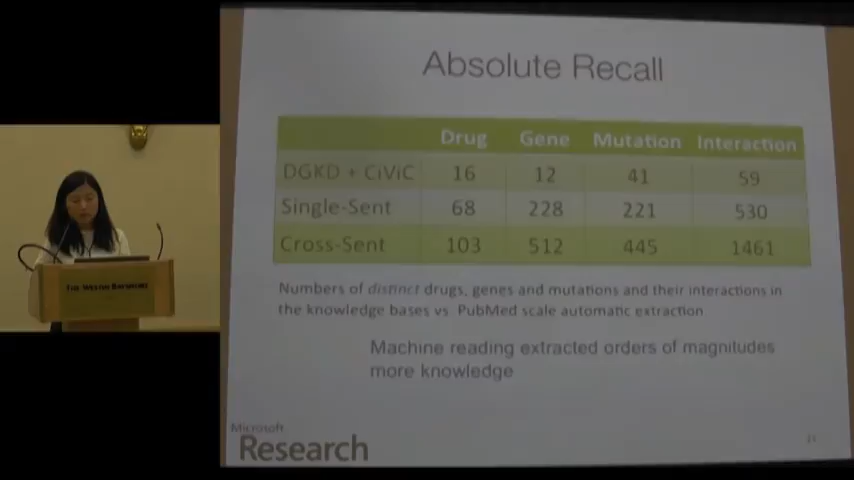 Absolute Recall
Drug Gene Mutation Interaction
DGKD + CiViC 16 12 41 59
Single-Sent 68 228 221 530
Cross-Sent 103 512 445 1461
Numbers of distinct drugs, genes and mutations and their interactions in
the knowledge bases vs PubMed scale automatic extraction
Machine reading extracted orders of magnitudes
more knowledge
Microsoft
Research